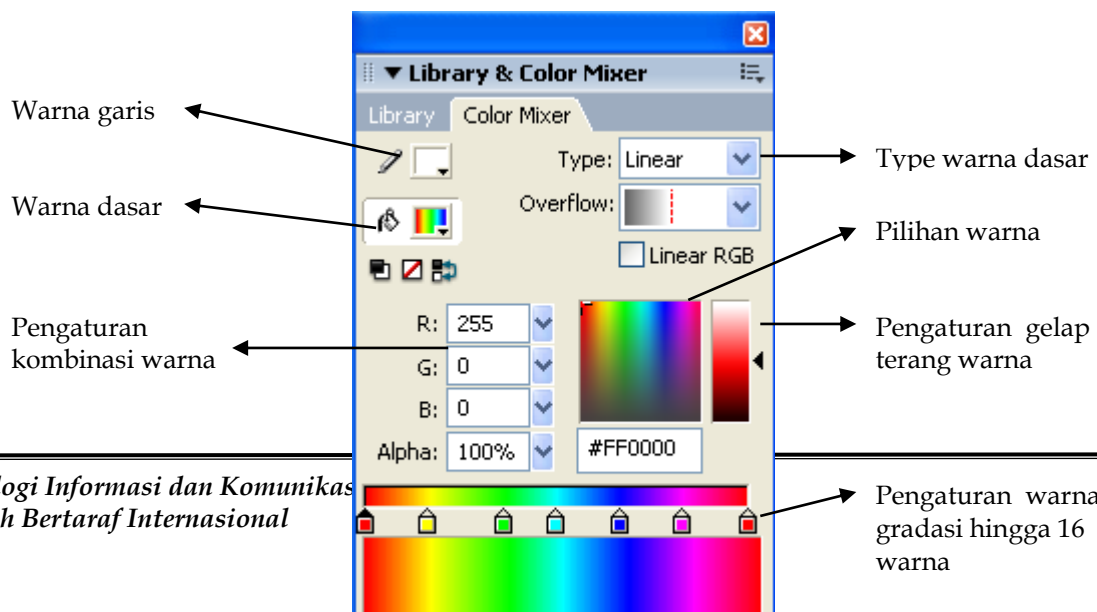 Library & Color Mixer
Library Color Mixer
Warna garis
Type: Linear
Type warna dasar
Warna dasar
Overflow:
Pilihan warna
Linear RGB
Pengaturan
kombinasi warna
R: 255
G: 0
B: 0
Alpha: 100%
#FF0000
Pengaturan gelap
terang warna
logi Informasi dan Komunikas
h Bertaraf Internasional
Pengaturan warna
gradasi hingga 16
warna